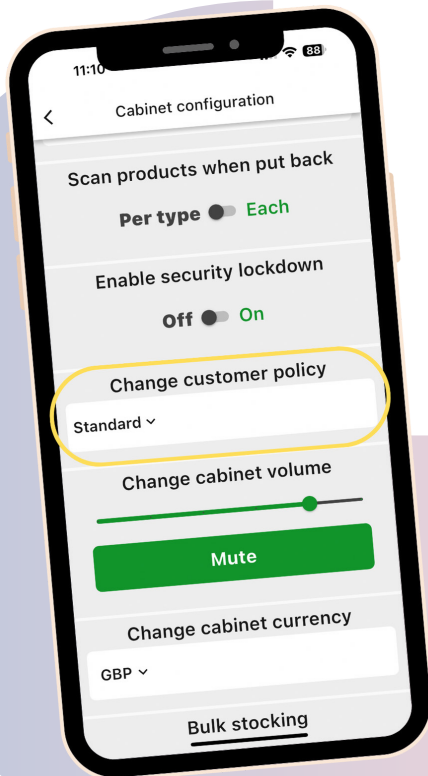 11:10
88
Cabinet configuration
Scan products when put back
Per type Each
Enable security lockdown
Off On
Change customer policy
Standard
Change cabinet volume
Mute
Change cabinet currency
GBP
Bulk stocking